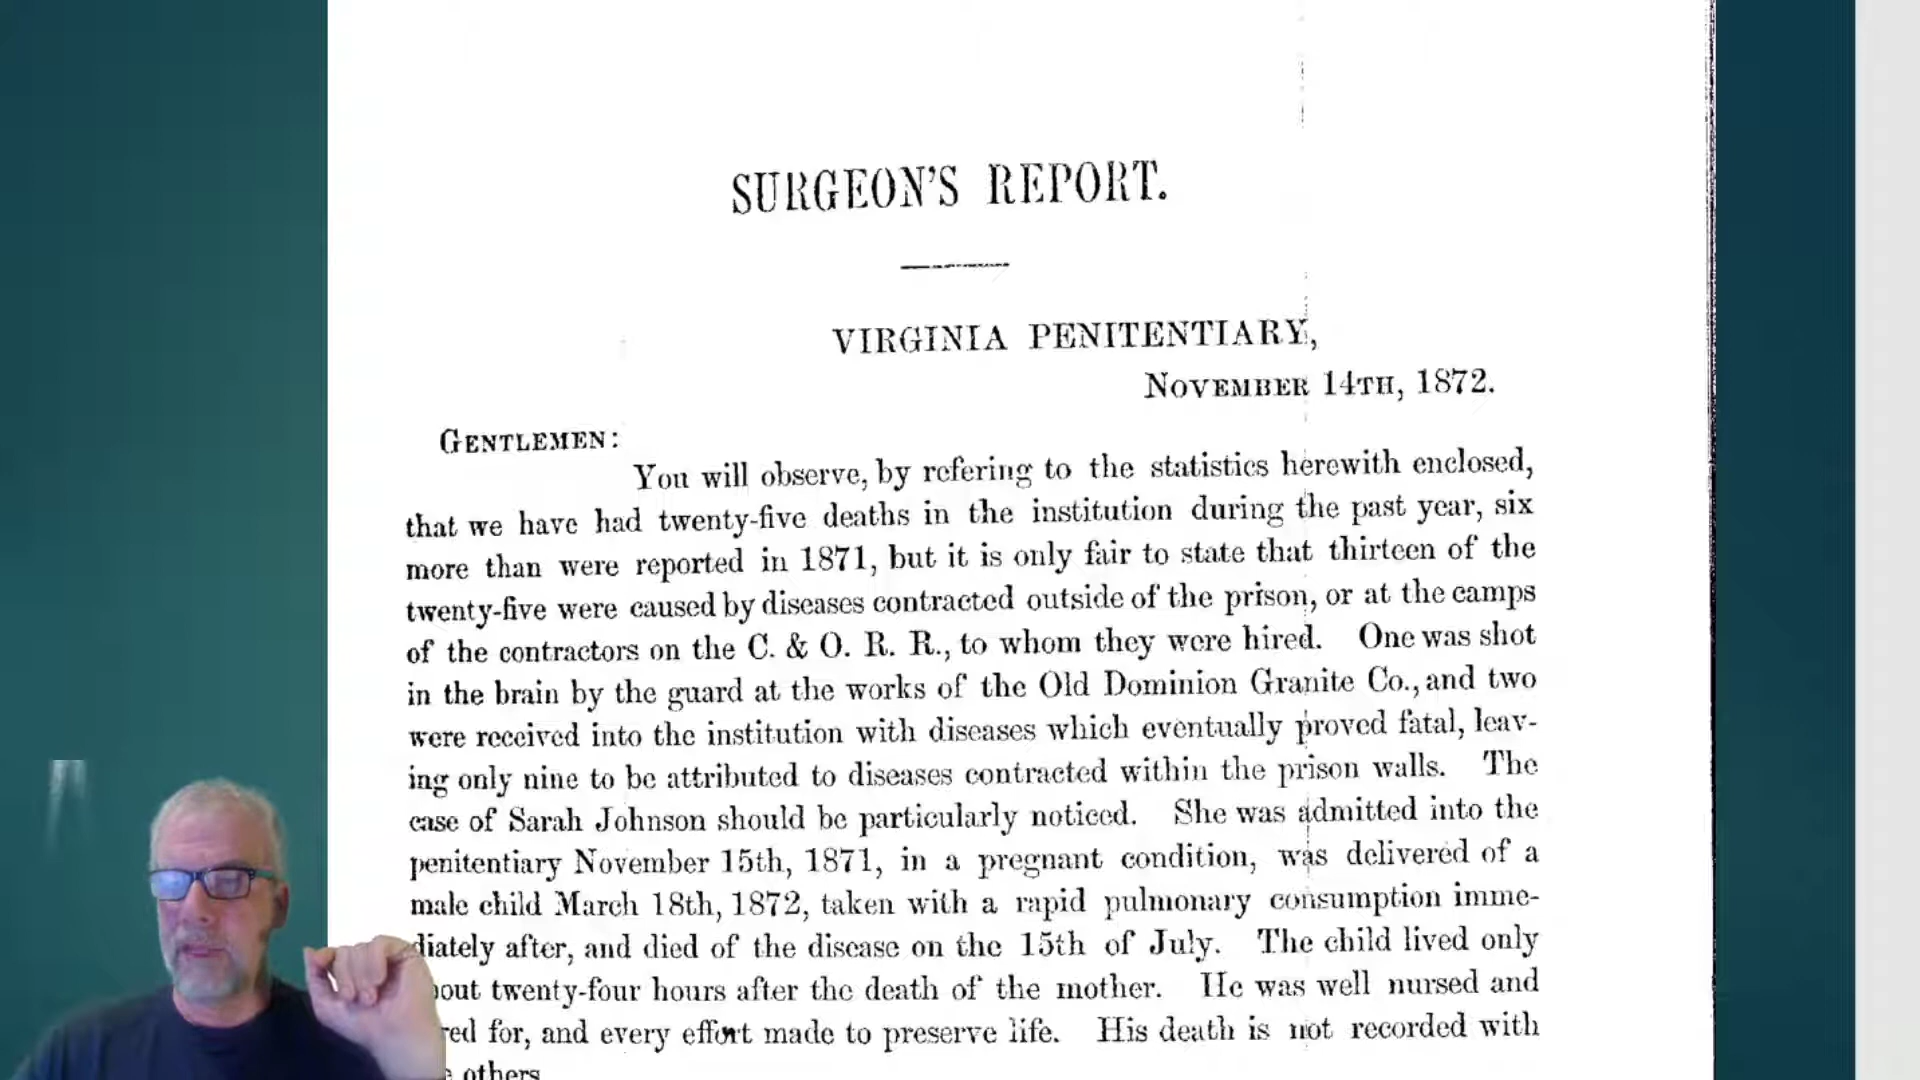 SURGEON'S REPORT.
VIRGINIA PENITENTIARY,
NOVEMBER 14TH, 1872.
GENTLEMEN:
You will observe, by refering to the statistics herewith enclosed,
that we have had twenty-five deaths in the institution during the past year, six
more than were reported in 1871, but it is only fair to state that thirteen of the
twenty-five were caused by diseases contracted outside of the prison, or at the camps
of the contractors on the C. & O. R. R., to whom they were hired. One was shot
in the brain by the guard at the works of the Old Dominion Granite Co., and two
were received into the institution with diseases which eventually proved fatal, leav-
ing only nine to be attributed to diseases contracted within the prison walls. The
case of Sarah Johnson should be particularly noticed. She was admitted into the
penitentiary November 15th, 1871, in a pregnant condition, was delivered of a
male child March 18th, 1872, taken with a rapid pulmonary consumption imme-
diately after, and died of the disease on the 15th of July. The child lived only
twenty-four hours after the death of the mother. He was well nursed and
for, and every effort made to preserve life. His death is not recorded with
others